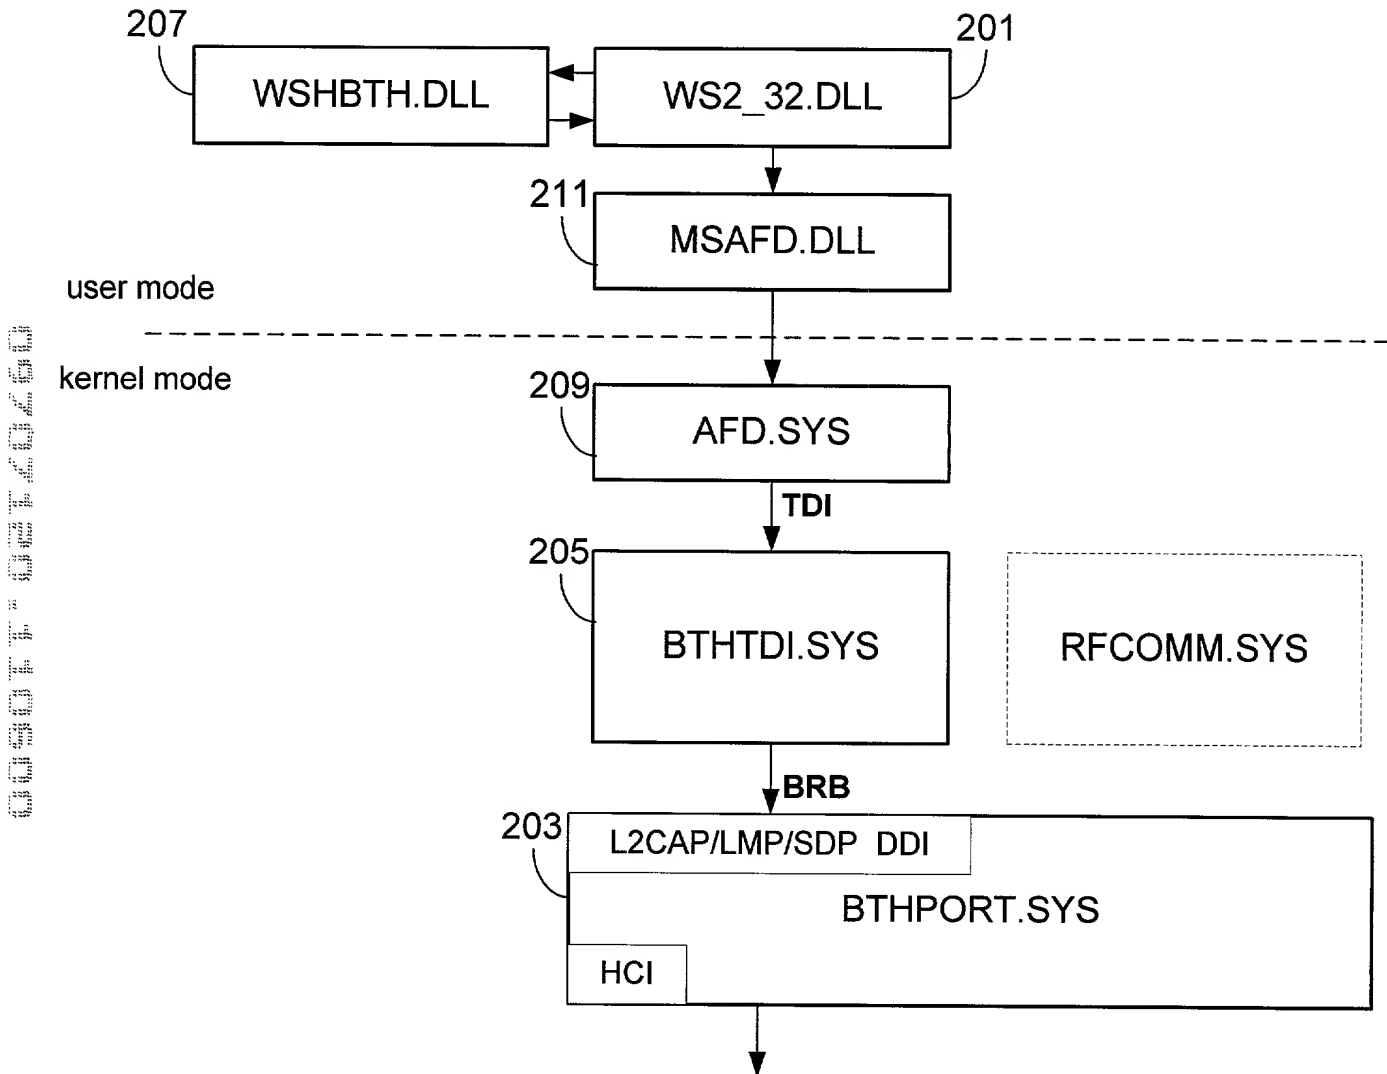 207
201
WSHBTH.DLL
WS2_32.DLL
211
MSAFD.DLL
user mode
kernel mode
209
AFD.SYS
TDI
205
BTHTDI.SYS
RFCOMM.SYS
BRB
203
L2CAP/LMP/SDP DDI
BTHPORT.SYS
HCI